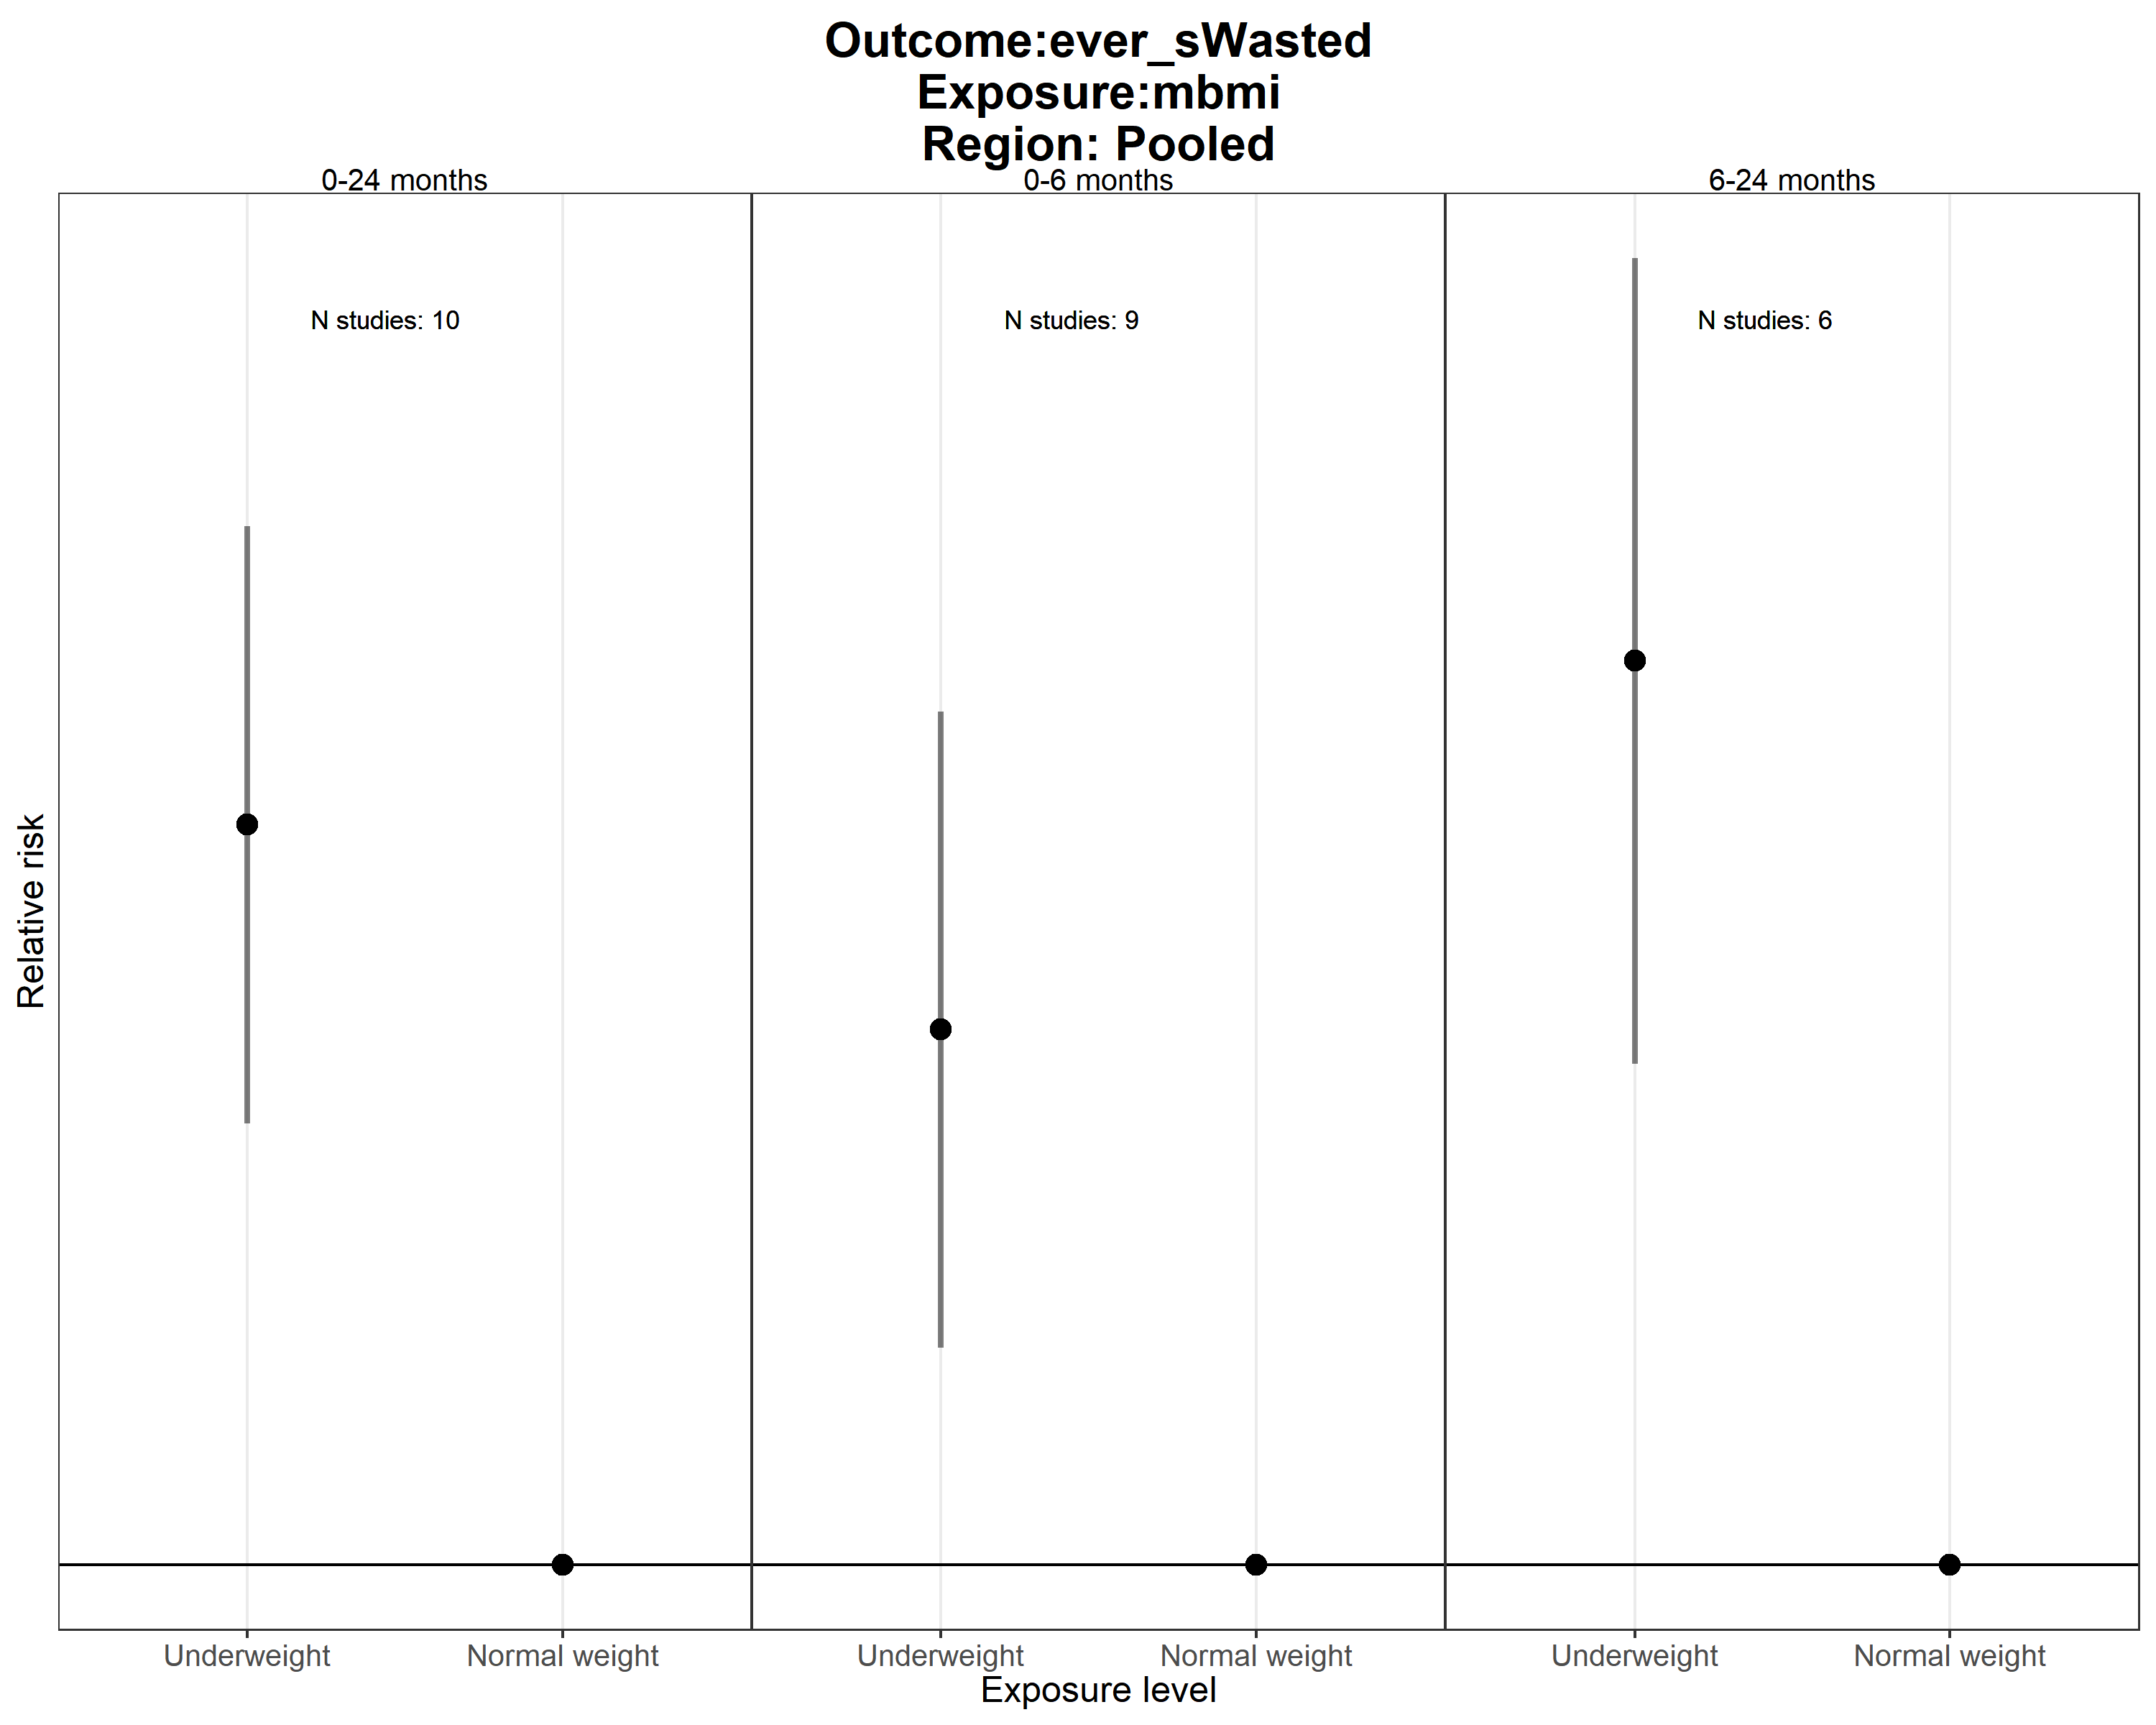 Outcome:ever_sWasted
Exposure:mbmi
Region: Pooled
0-24 months
0-6 months
6-24 months
N studies: 10
N studies: 9
N studies: 6
Relative risk
Underweight
Normal weight
Underweight
Normal weight
Underweight
Normal weight
Exposure level